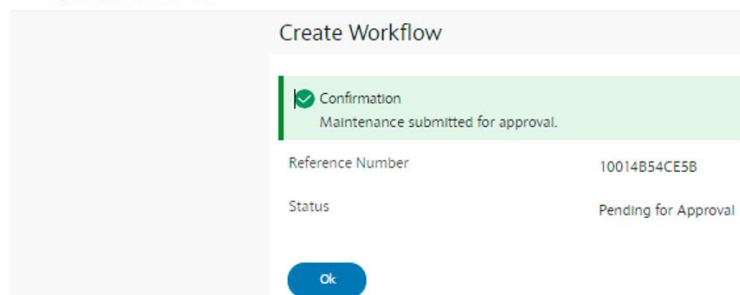 Create Workflow
Confirmation
Maintenance submitted for approval.
Reference Number 10014B54CE5B
Status Pending for Approval
Ok